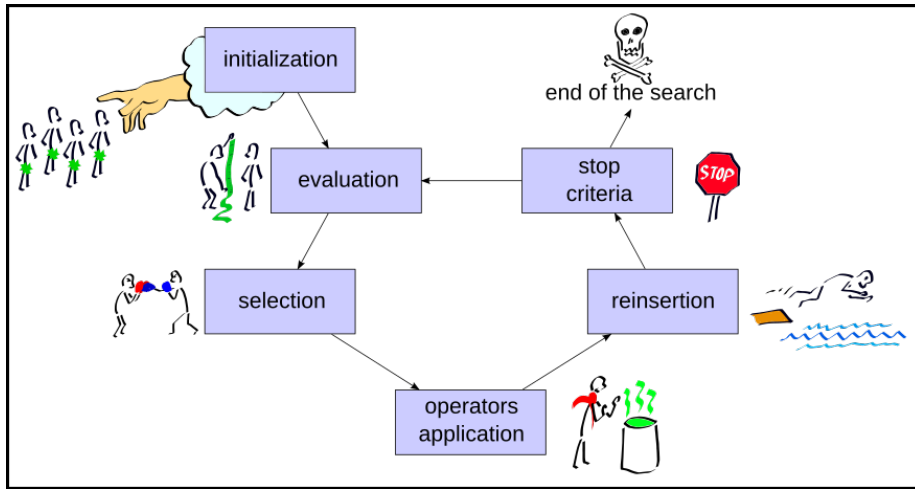 initialization
end of the search
evaluation
stop
criteria
STOP
selection
reinsertion
operators
application